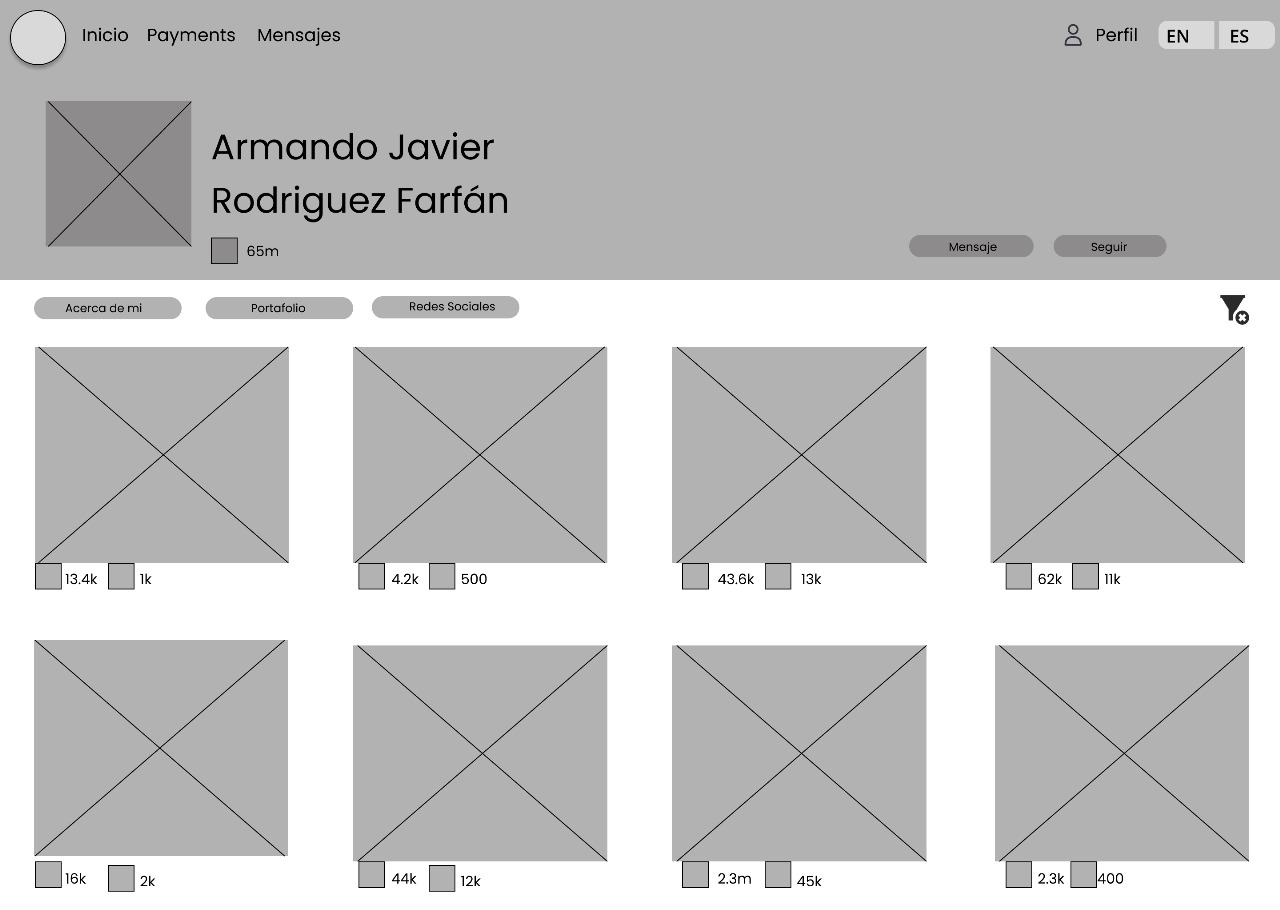 Inicio Payments Mensajes Perfil EN ES
Armando Javier
Rodriguez Farfán
65m
Mensaje Seguir
Acerca de mi Portafolio Redes Sociales
13.4k 1k 4.2k 500 43.6k 13k 62k 11k
16k 2k 44k 12k 2.3m 45k 2.3k 400